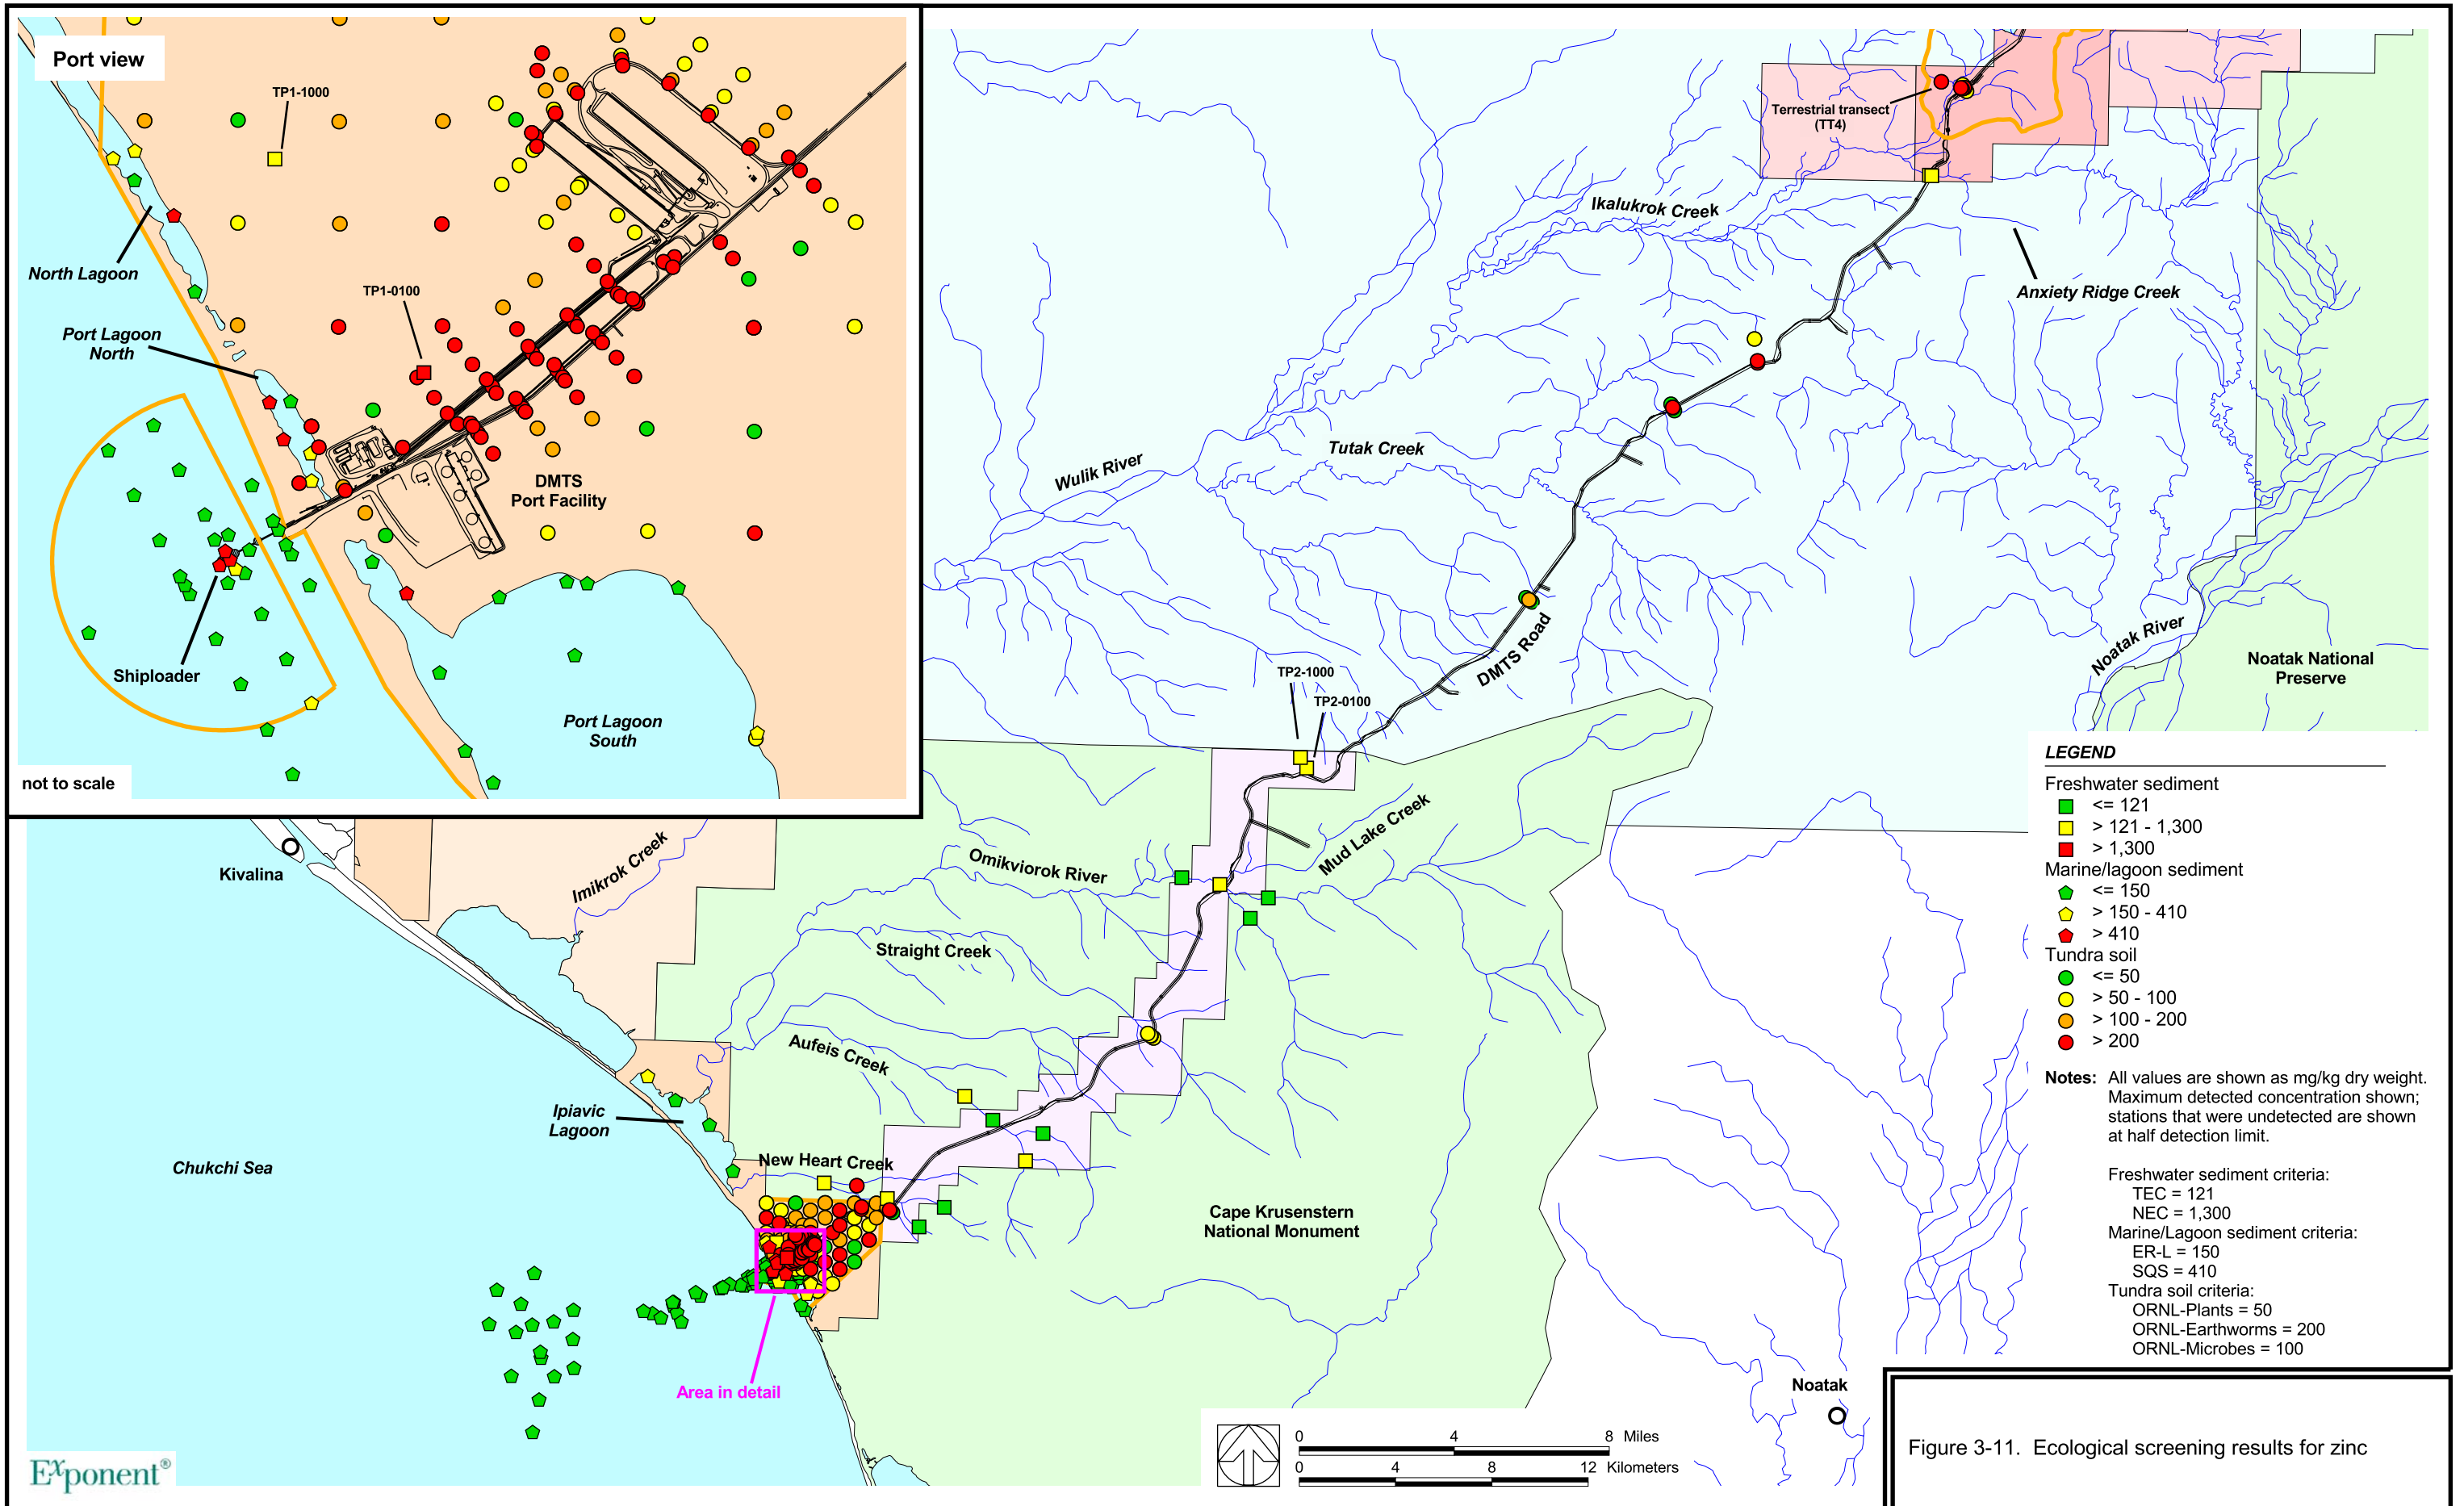 Port view
TP1-1000
North Lagoon
TP1-0100
Port Lagoon
North
DMTS
Port Facility
Shiploader
Port Lagoon
South
not to scale
Terrestrial transect
(TT4)
Ikalukrok Creek
Anxiety Ridge Creek
Wulik River
Tutak Creek
DMTS Road
TP2-1000
TP2-0100
Noatak River
Noatak National
Preserve
Kivalina
Imikrok Creek
Omikviorok River
Mud Lake Creek
Straight Creek
Aufeis Creek
Ipiavic
Lagoon
New Heart Creek
Chukchi Sea
Cape Krusenstern
National Monument
Area in detail
Noatak
LEGEND
Freshwater sediment
<= 121
> 121 - 1,300
> 1,300
Marine/lagoon sediment
<= 150
> 150 - 410
> 410
Tundra soil
<= 50
> 50 - 100
> 100 - 200
> 200
Notes: All values are shown as mg/kg dry weight.
Maximum detected concentration shown;
stations that were undetected are shown
at half detection limit.
Freshwater sediment criteria:
TEC = 121
NEC = 1,300
Marine/Lagoon sediment criteria:
ER-L = 150
SQS = 410
Tundra soil criteria:
ORNL-Plants = 50
ORNL-Earthworms = 200
ORNL-Microbes = 100
0 4 8 Miles
0 4 8 12 Kilometers
Exponent®
Figure 3-11. Ecological screening results for zinc